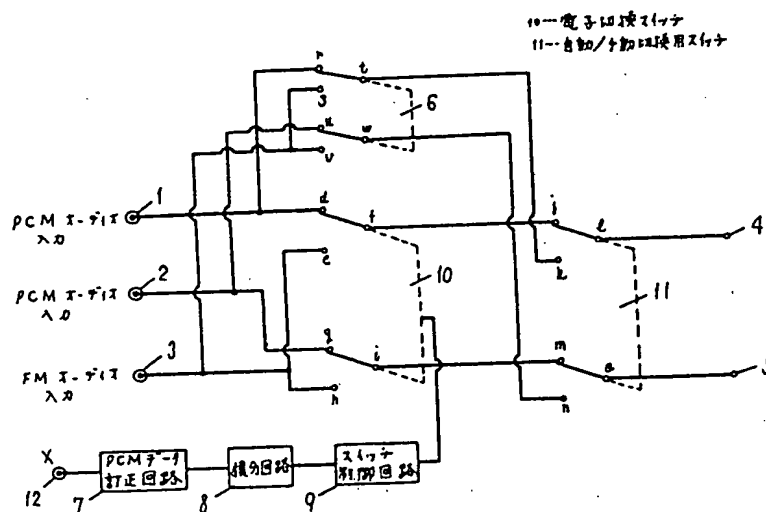 10---電子切換スイッチ
11---自動/手動切換用スイッチ
r
t
s
6
u
w
v
1
PCM オーディオ
入力
d
f
j
l
4
e
k
2
PCM オーディオ
入力
10
11
3
FM オーディオ
入力
g
i
m
o
5
h
n
X
12
PCMデータ
訂正回路
7
積分回路
8
スイッチ
制御回路
9